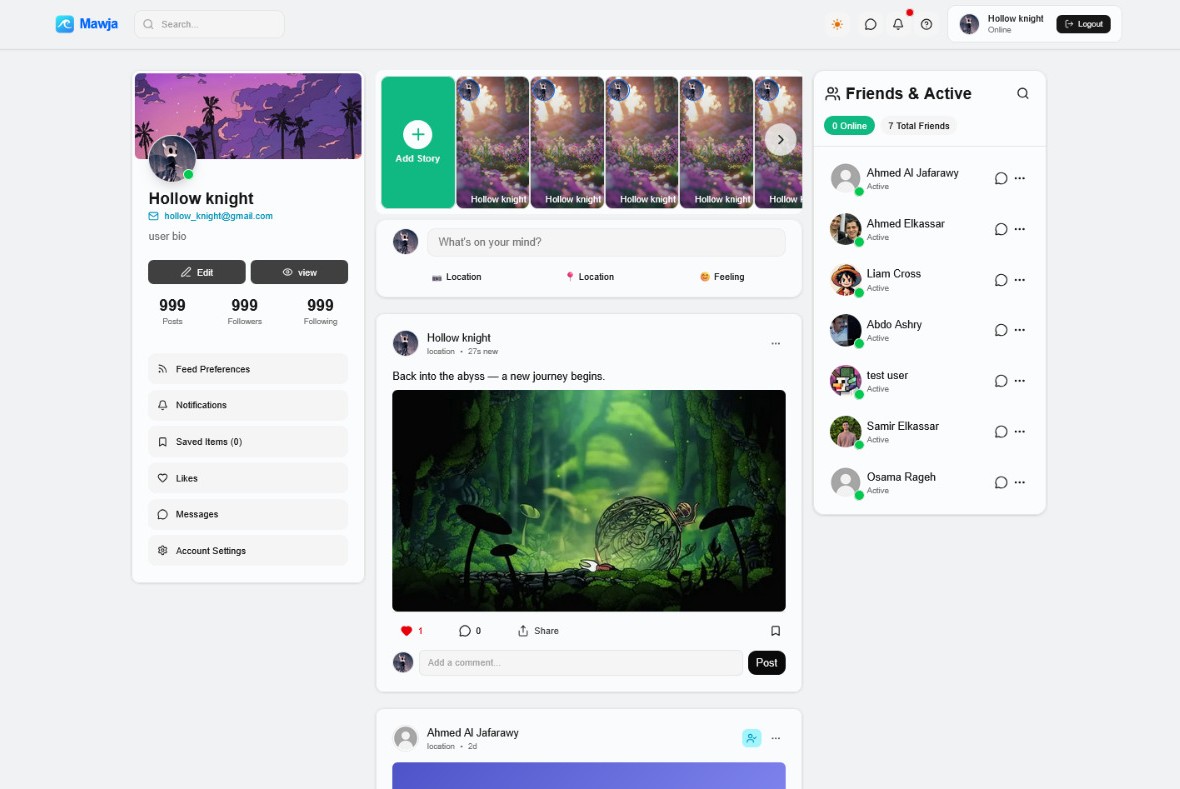 Mawja
Search...
Hollow knight
Online
Logout
Hollow knight
hollow_knight@gmail.com
user bio
Edit
view
999
999
999
Posts
Followers
Following
Feed Preferences
Notifications
Saved Items (0)
Likes
Messages
Account Settings
Add Story
Hollow knight
Hollow knight
Hollow knight
Hollow knight
Hollow k
What's on your mind?
Location
Location
Feeling
Hollow knight
location • 27s new
Back into the abyss — a new journey begins.
1
0
Share
Add a comment...
Post
Ahmed Al Jafarawy
location • 2d
Friends & Active
0 Online
7 Total Friends
Ahmed Al Jafarawy
Active
Ahmed Elkassar
Active
Liam Cross
Active
Abdo Ashry
Active
test user
Active
Samir Elkassar
Active
Osama Rageh
Active